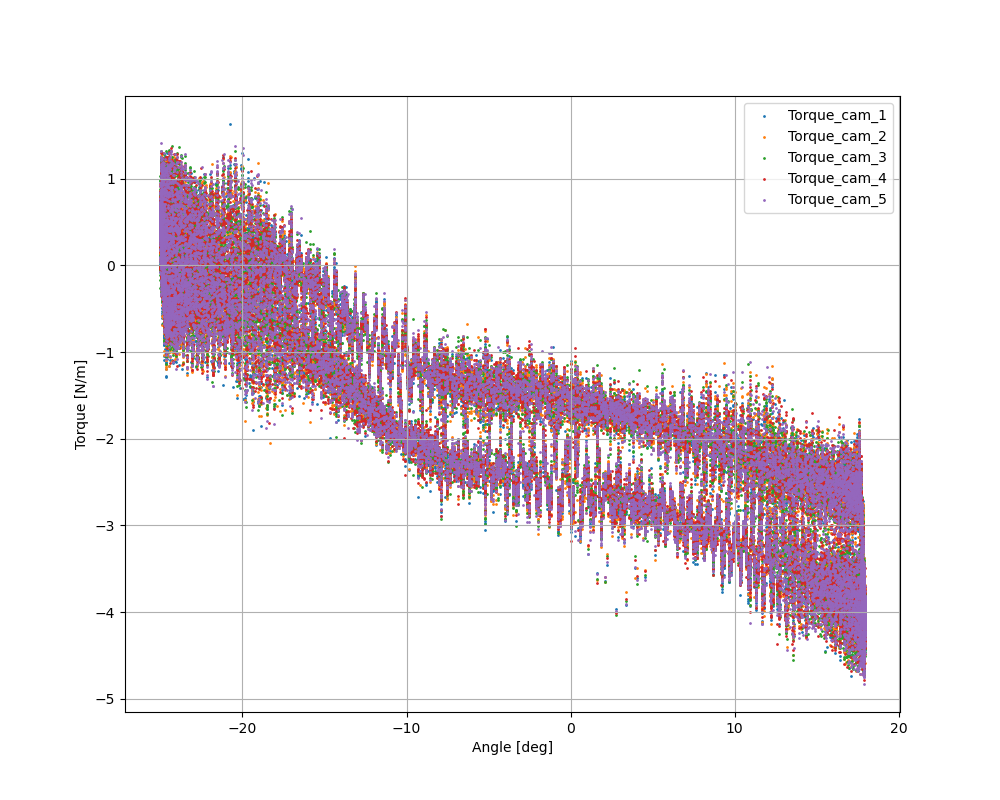 Torque_cam_1
Torque_cam_2
Torque_cam_3
Torque_cam_4
Torque_cam_5
1
0
−1
−2
−3
−4
−5
Torque [N/m]
−20 −10 0 10 20
Angle [deg]